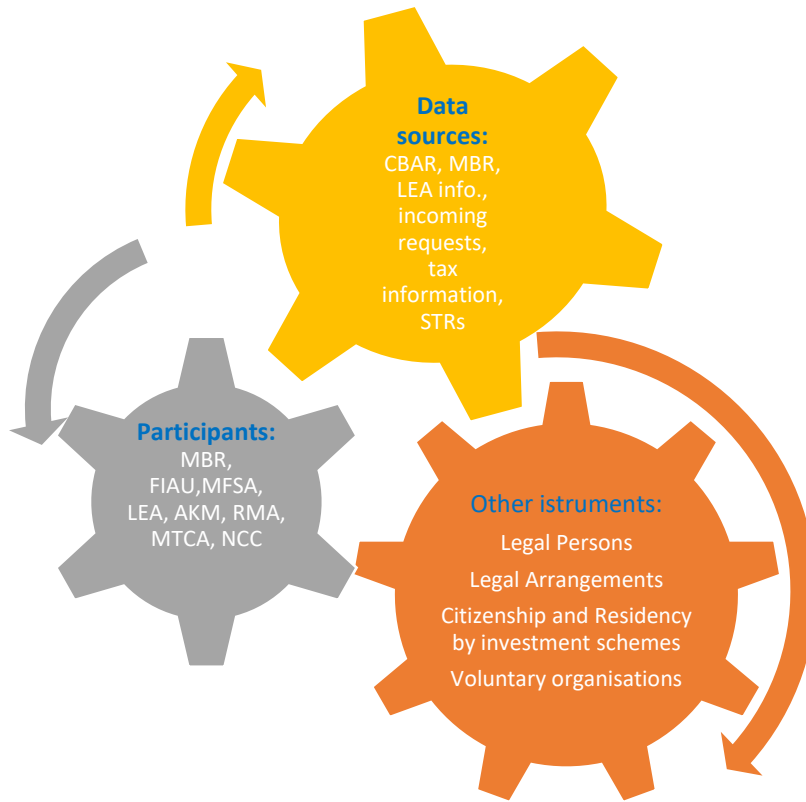 Data
sources:
CBAR, MBR,
LEA info.,
incoming
requests,
tax
information,
STRs
Participants:
MBR,
FIAU,MFSA,
LEA, AKM, RMA,
MTCA, NCC
Other istruments:
Legal Persons
Legal Arrangements
Citizenship and Residency
by investment schemes
Voluntary organisations